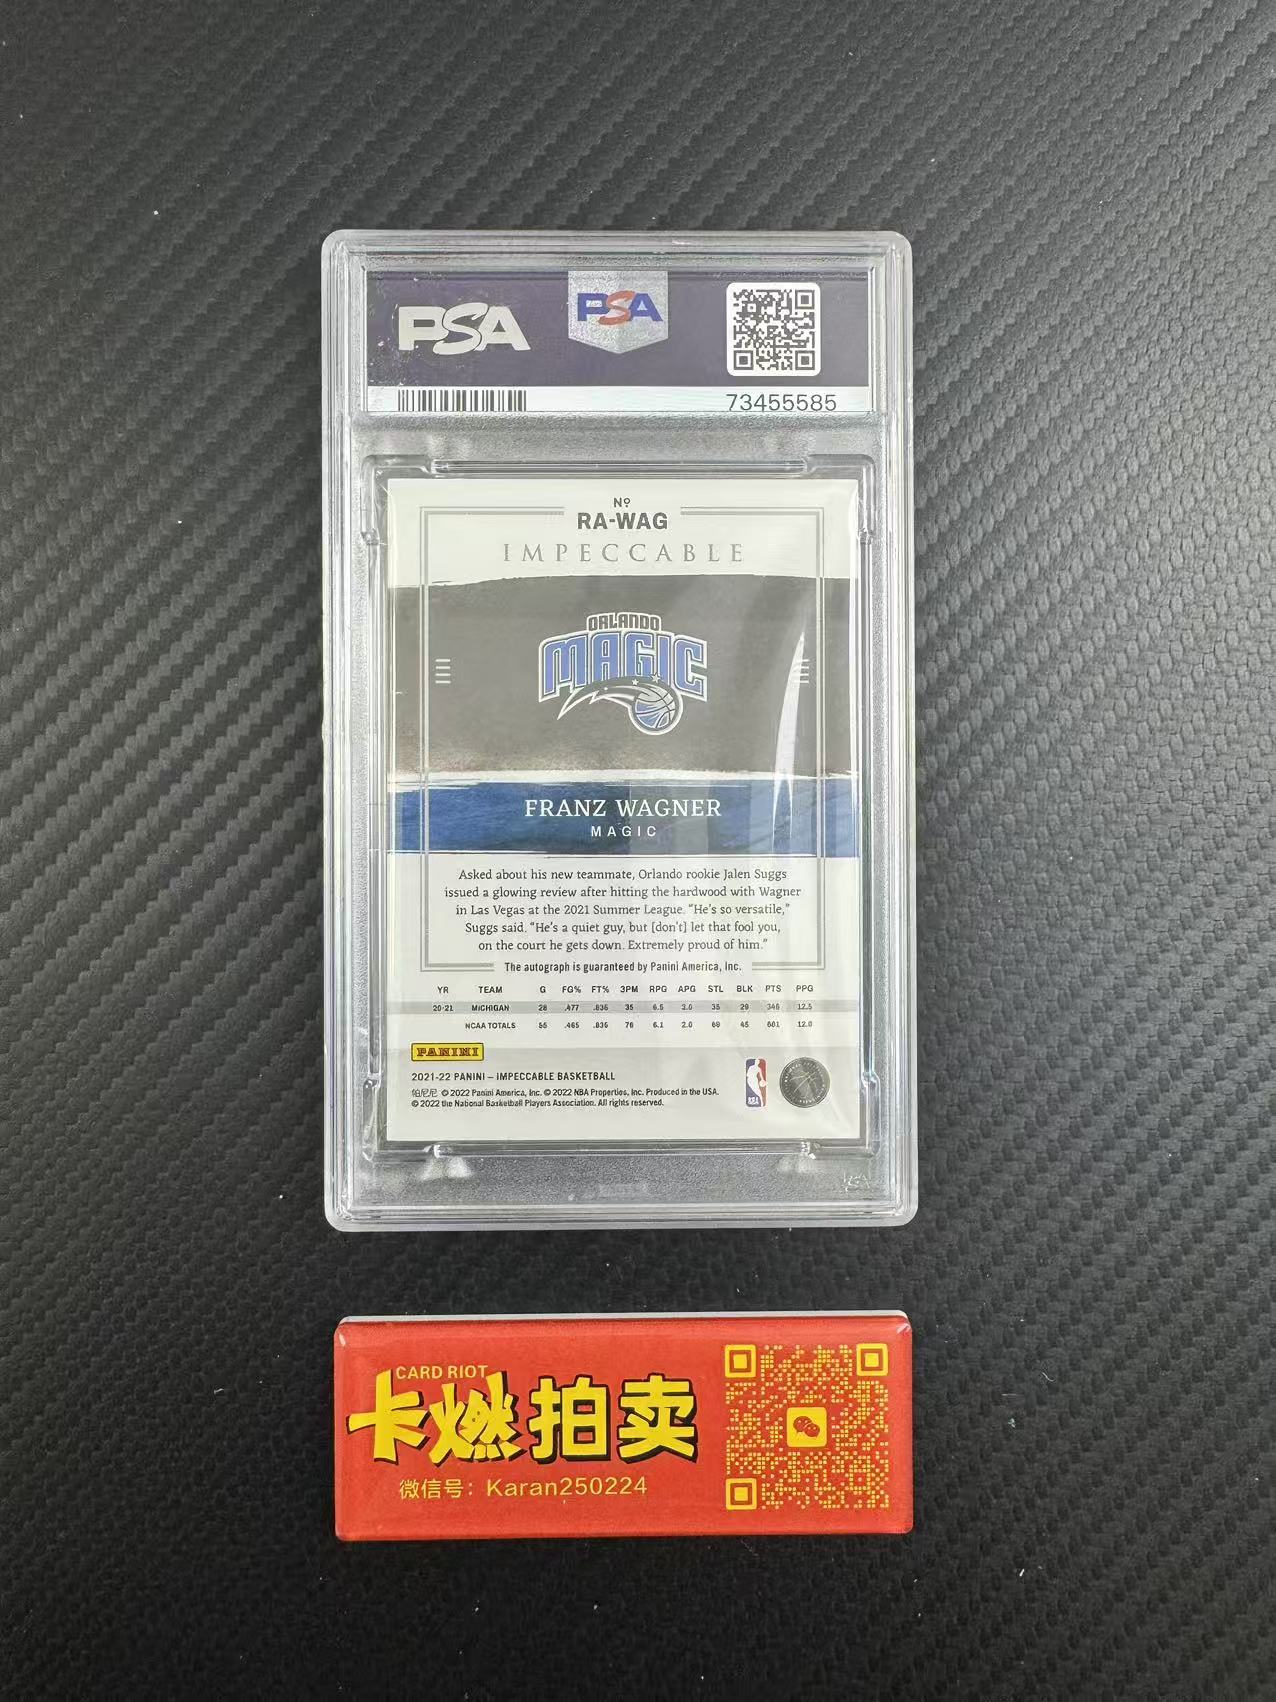 PSA
PSA
73455585
Nº
RA-WAG
IMPECCABLE
ORLANDO
MAGIC
FRANZ WAGNER
MAGIC
Asked about his new teammate, Orlando rookie Jalen Suggs
issued a glowing review after hitting the hardwood with Wagner
in Las Vegas at the 2021 Summer League. "He's so versatile,"
Suggs said. "He's a quiet guy, but [don't] let that fool you,
on the court he gets down. Extremely proud of him."
The autograph is guaranteed by Panini America, Inc.
YR TEAM G FG% FT% 3PM RPG APG STL BLK PTS PPG
20-21 MICHIGAN 28 .477 .835 35 6.5 3.0 35 29 346 12.5
NCAA TOTALS 55 .465 .835 76 6.1 2.0 69 45 661 12.0
PANINI
2021-22 PANINI – IMPECCABLE BASKETBALL
帕尼尼 © 2022 Panini America, Inc. © 2022 NBA Properties, Inc. Produced in the USA.
© 2022 the National Basketball Players Association. All rights reserved.
CARD RIOT
卡燃拍卖
微信号: Karan250224